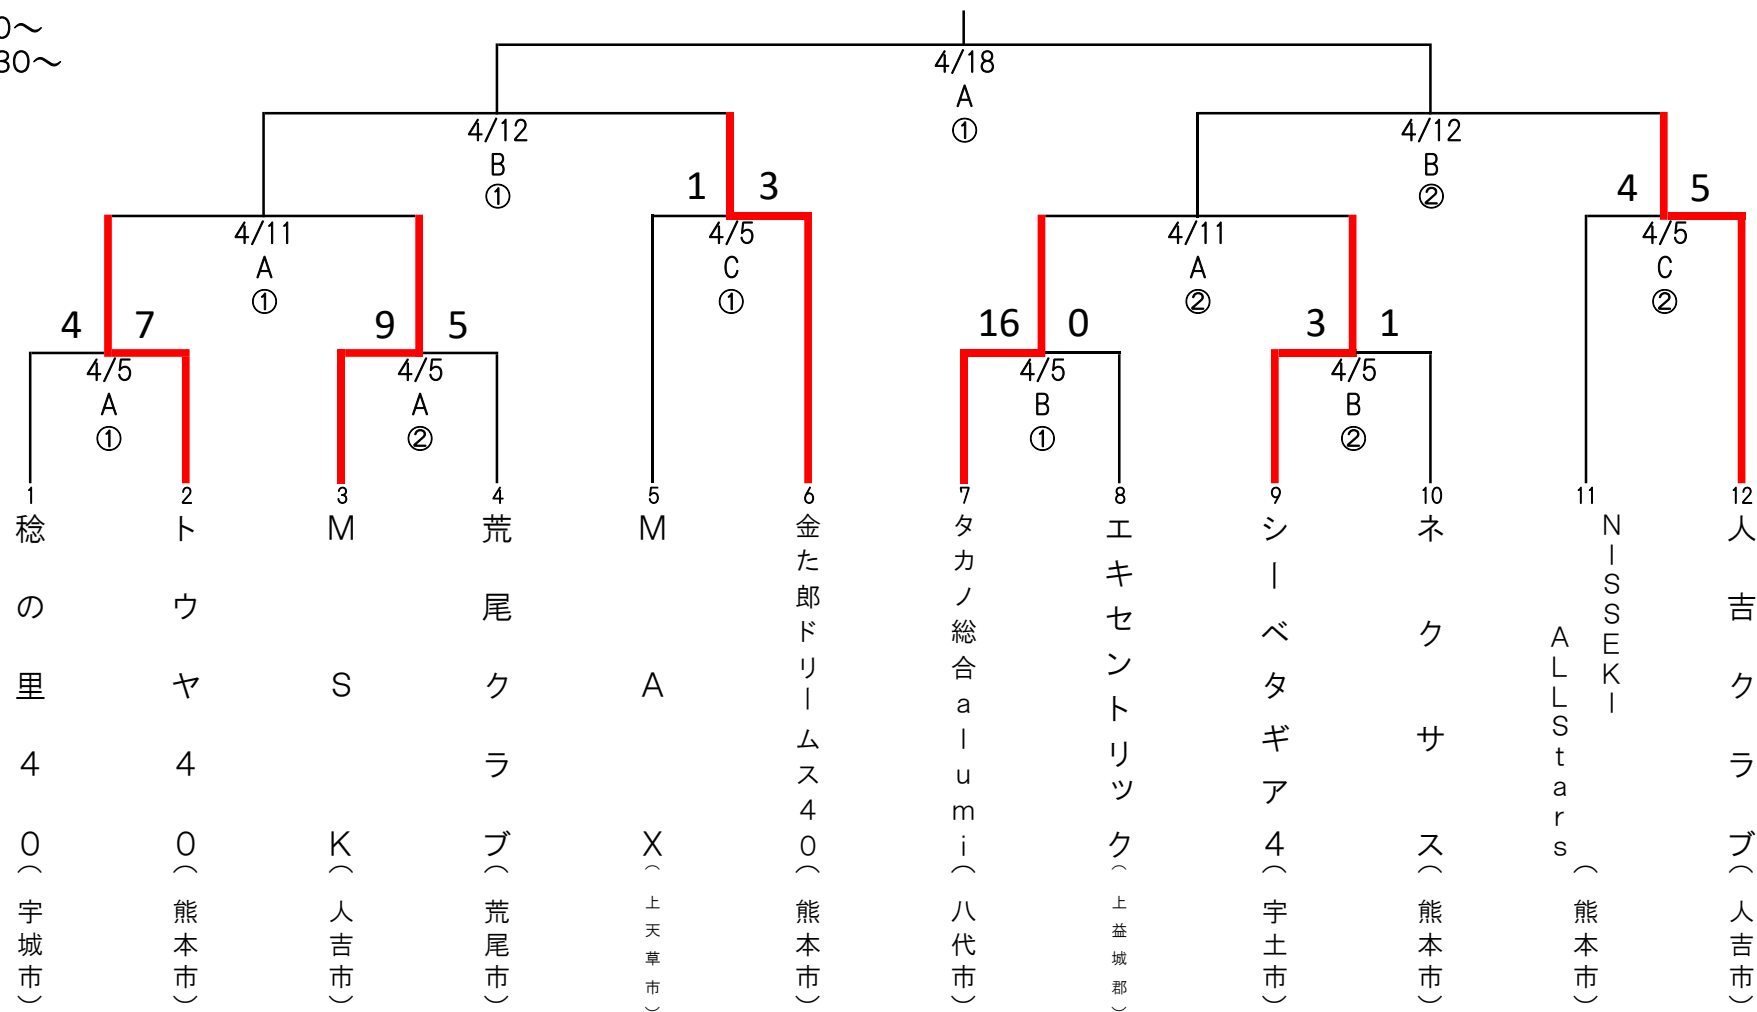 0～
30～
4/18
A
①
4/12
B
①
4/12
B
②
1 3
4 5
4/11
A
①
4/5
C
①
4/11
A
②
4/5
C
②
4 7
9 5
16 0
3 1
4/5
A
①
4/5
A
②
4/5
B
①
4/5
B
②
1
2
3
4
5
6
7
8
9
10
11
12
稔の里４０（宇城市）
トウヤ４０（熊本市）
ＭＳＫ（人吉市）
荒尾クラブ（荒尾市）
ＭＡＸ（上天草市）
金た郎ドリームス４０（熊本市）
タカノ総合ａｌｕｍｉ（八代市）
エキセントリック（上益城郡）
シーベタギア４（宇土市）
ネクサス（熊本市）
ＮＩＳＳＥＫＩ
ＡＬＬＳｔａｒｓ
（熊本市）
人吉クラブ（人吉市）